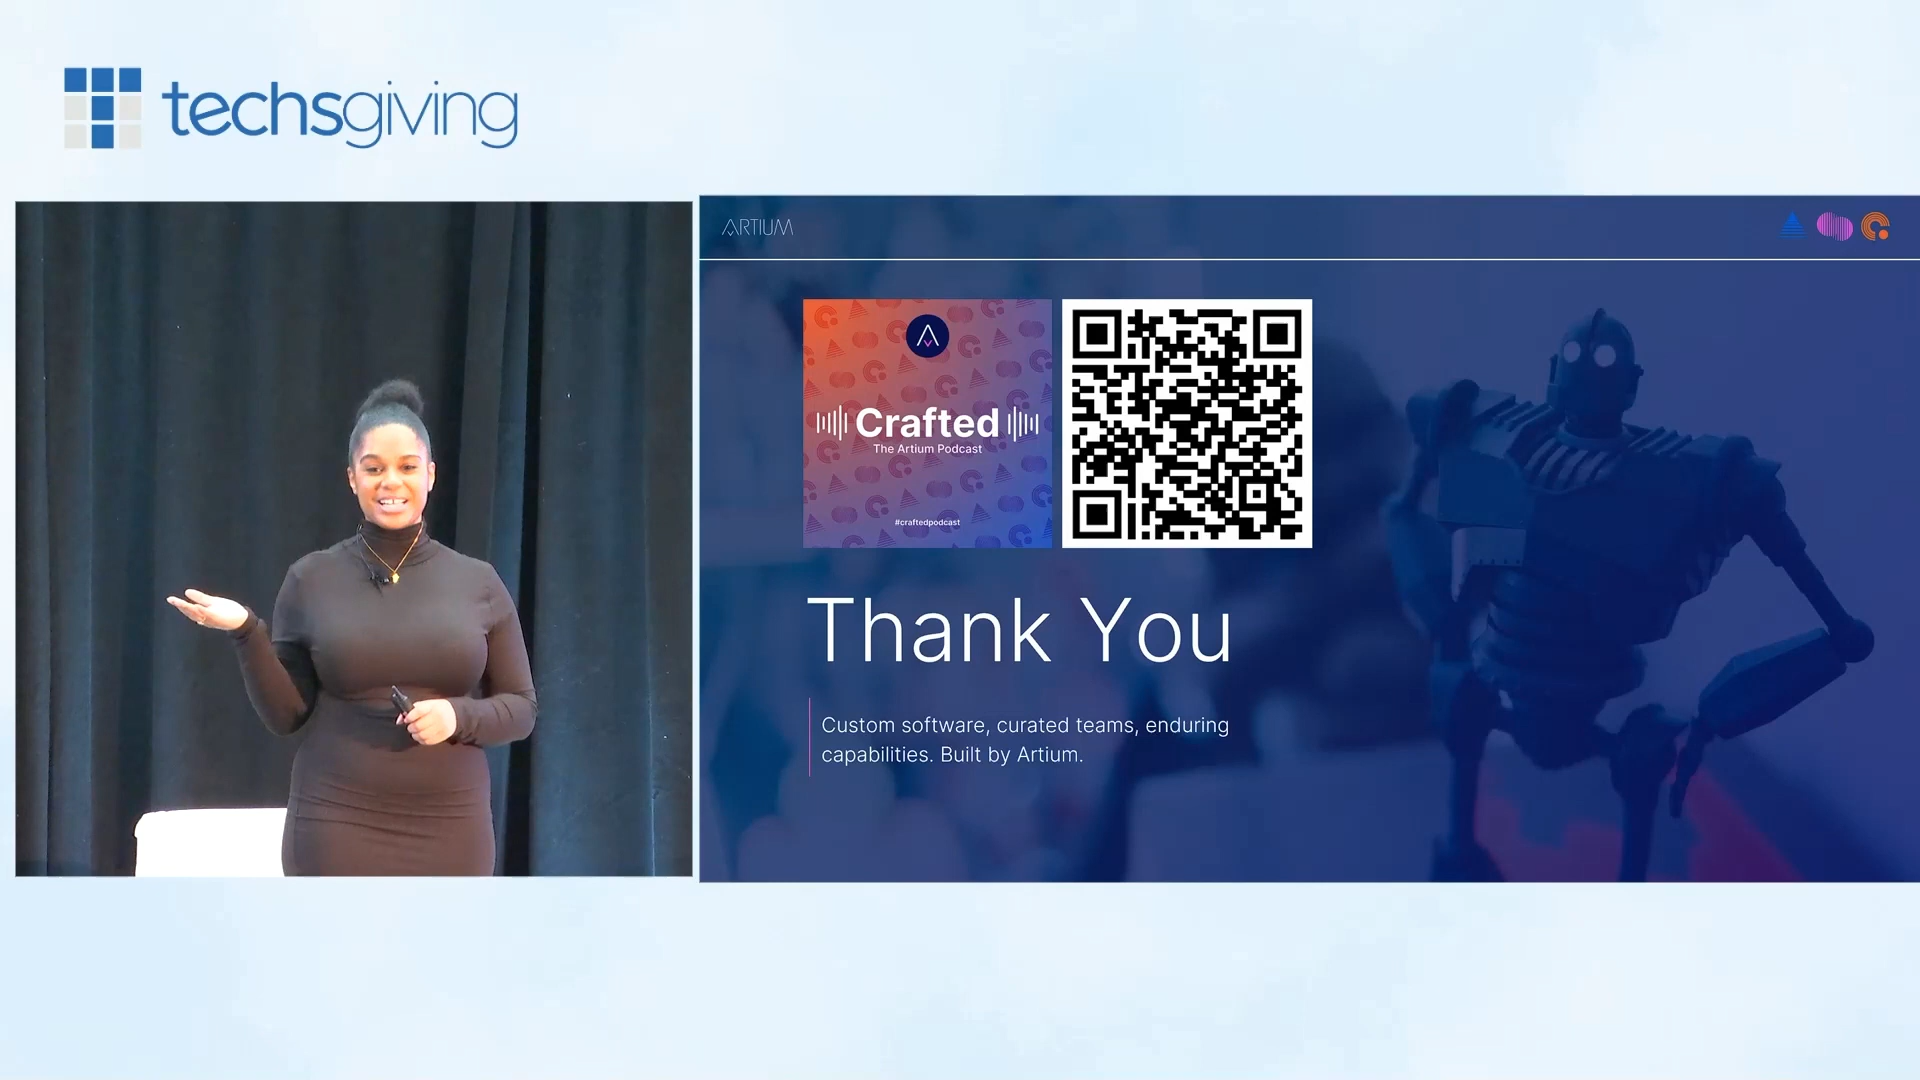 techsgiving
ARTIUM
Crafted
The Artium Podcast
#craftedpodcast
Thank You
Custom software, curated teams, enduring
capabilities. Built by Artium.